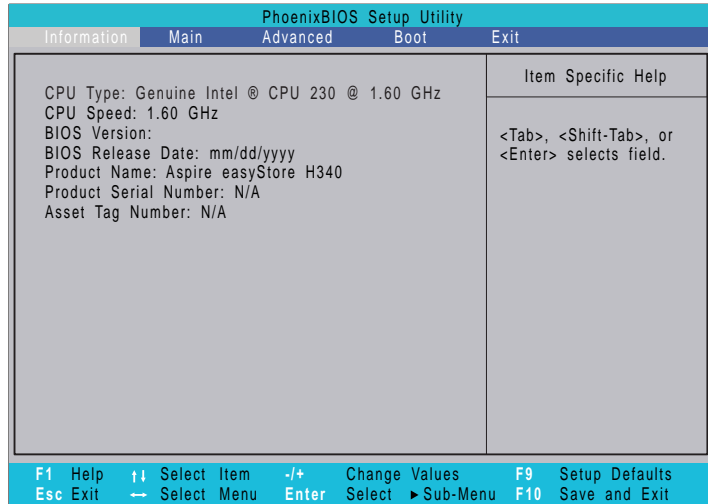 PhoenixBIOS Setup Utility
Information Main Advanced Boot Exit
CPU Type: Genuine Intel ® CPU 230 @ 1.60 GHz
CPU Speed: 1.60 GHz
BIOS Version:
BIOS Release Date: mm/dd/yyyy
Product Name: Aspire easyStore H340
Product Serial Number: N/A
Asset Tag Number: N/A
Item Specific Help
<Tab>, <Shift-Tab>, or
<Enter> selects field.
F1 Help ↑↓ Select Item -/+ Change Values F9 Setup Defaults
Esc Exit ↔ Select Menu Enter Select ►Sub-Menu F10 Save and Exit